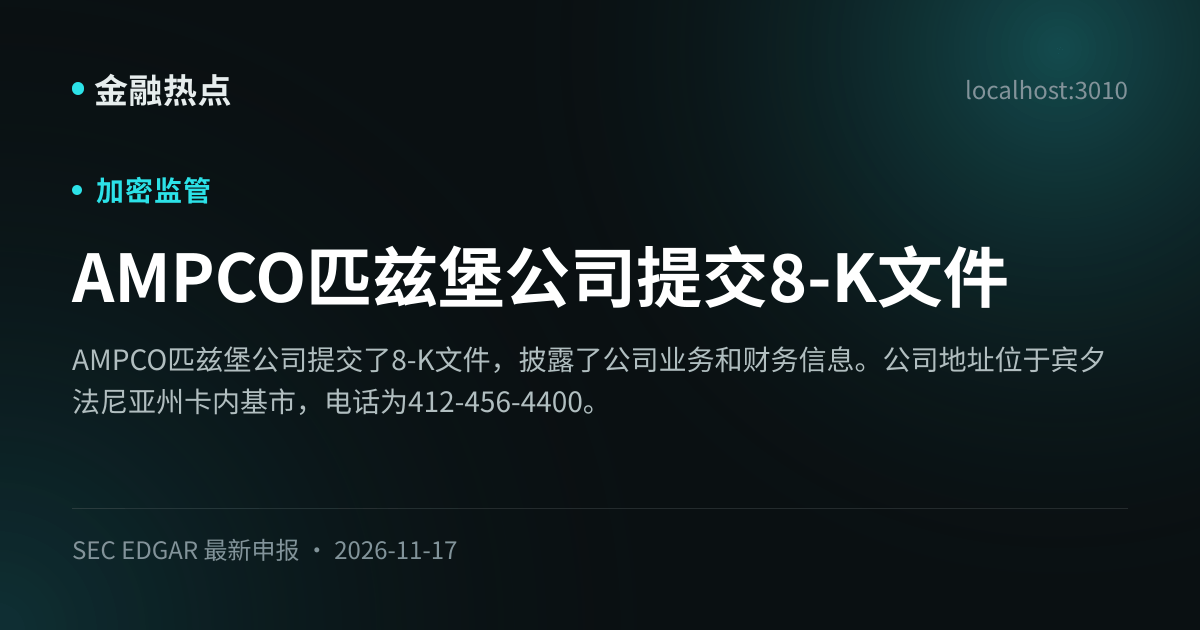 金融热点
localhost:3010
加密监管
AMPCO匹兹堡公司提交8-K文件
AMPCO匹兹堡公司提交了8-K文件，披露了公司业务和财务信息。公司地址位于宾夕
法尼亚州卡内基市，电话为412-456-4400。
SEC EDGAR 最新申报 · 2026-11-17